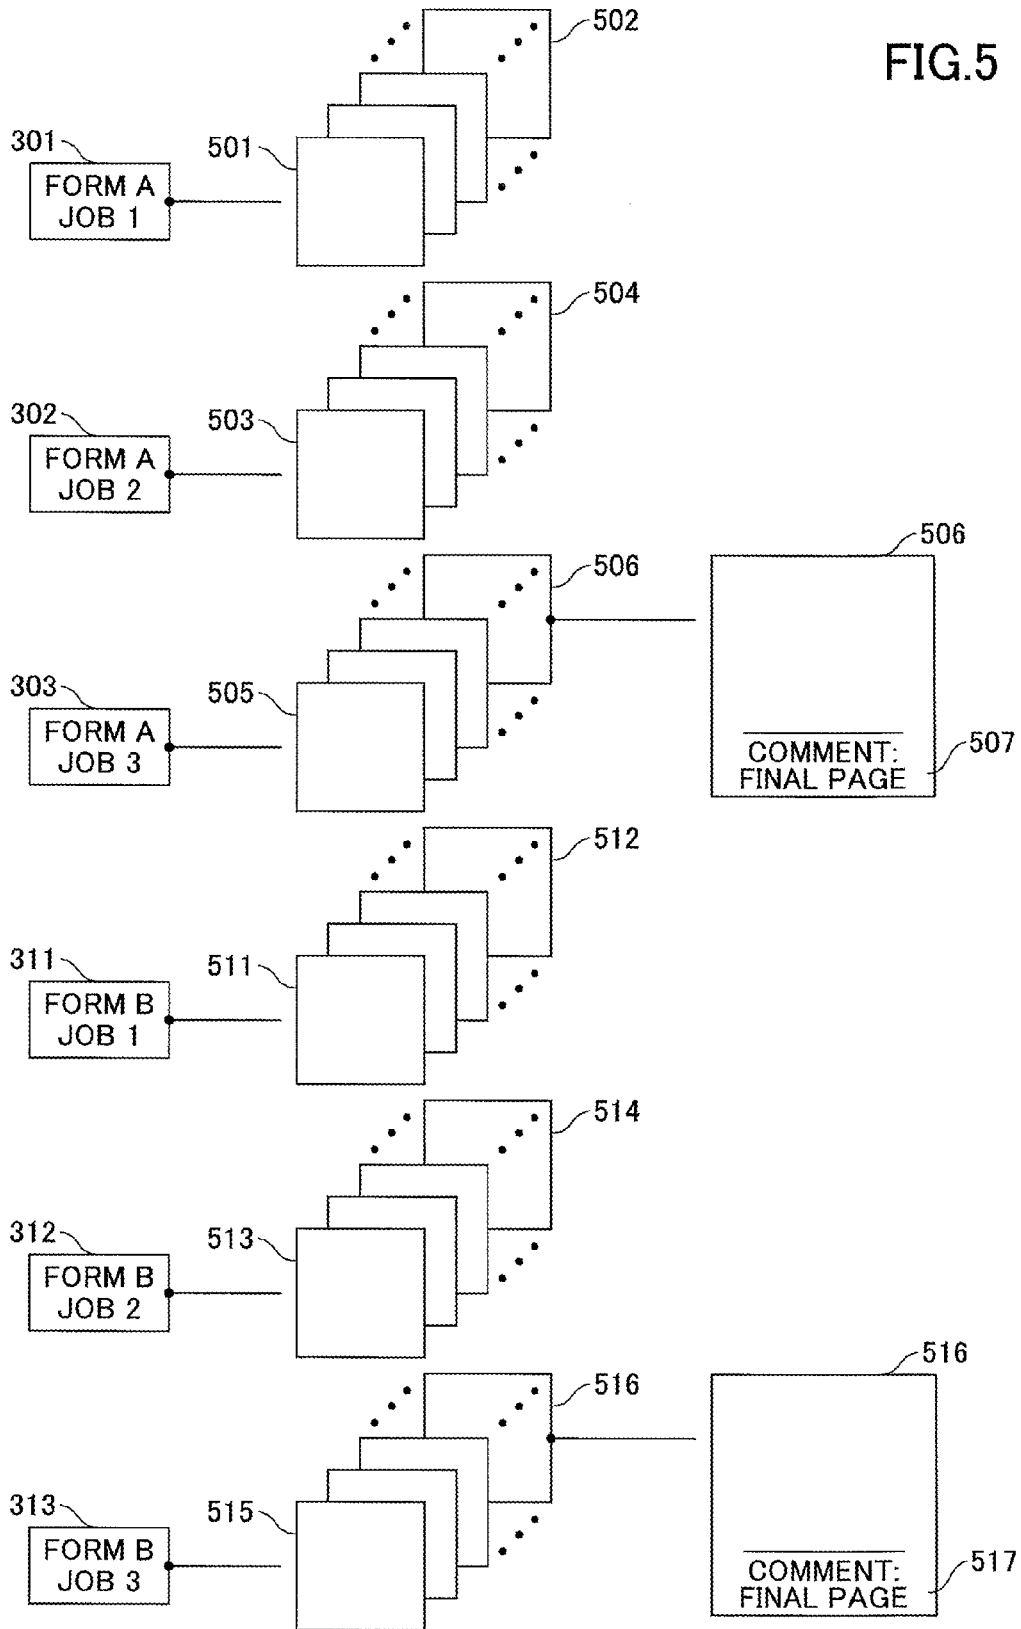 FIG.5
502
301
501
FORM A
JOB 1
504
302
503
FORM A
JOB 2
506
506
303
505
FORM A
JOB 3
COMMENT:
FINAL PAGE
507
512
311
511
FORM B
JOB 1
514
312
513
FORM B
JOB 2
516
516
313
515
FORM B
JOB 3
COMMENT:
FINAL PAGE
517